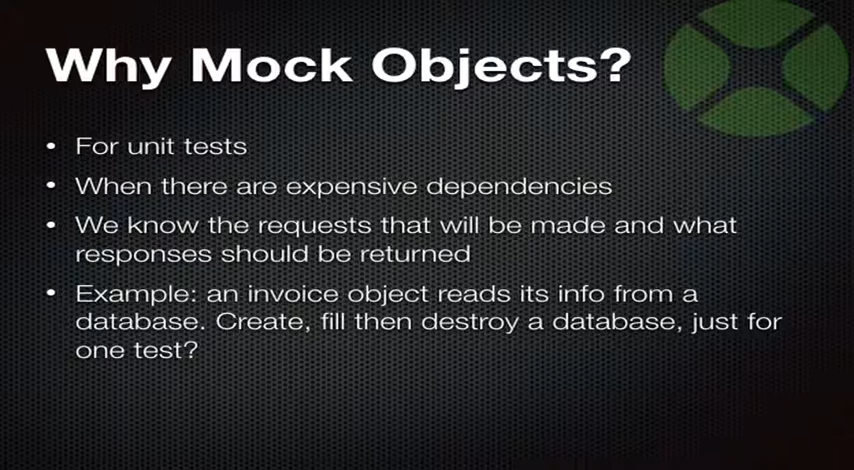 Why Mock Objects?
• For unit tests
• When there are expensive dependencies
• We know the requests that will be made and what
responses should be returned
• Example: an invoice object reads its info from a
database. Create, fill then destroy a database, just for
one test?